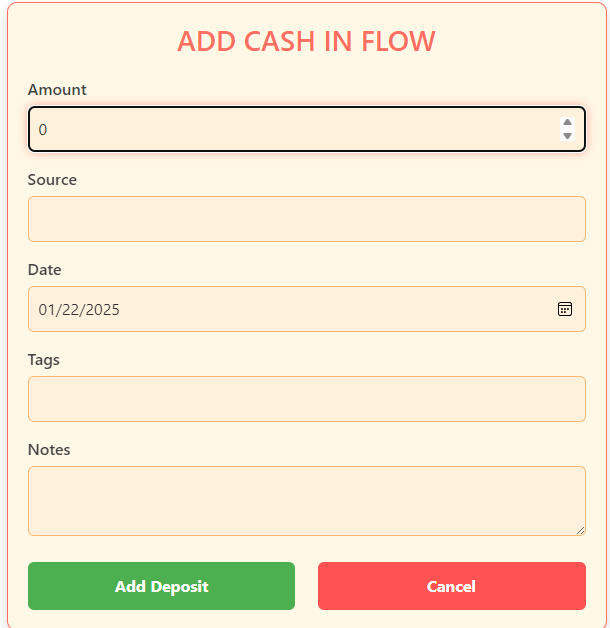 ADD CASH IN FLOW
Amount
0
Source
Date
01/22/2025
Tags
Notes
Add Deposit Cancel